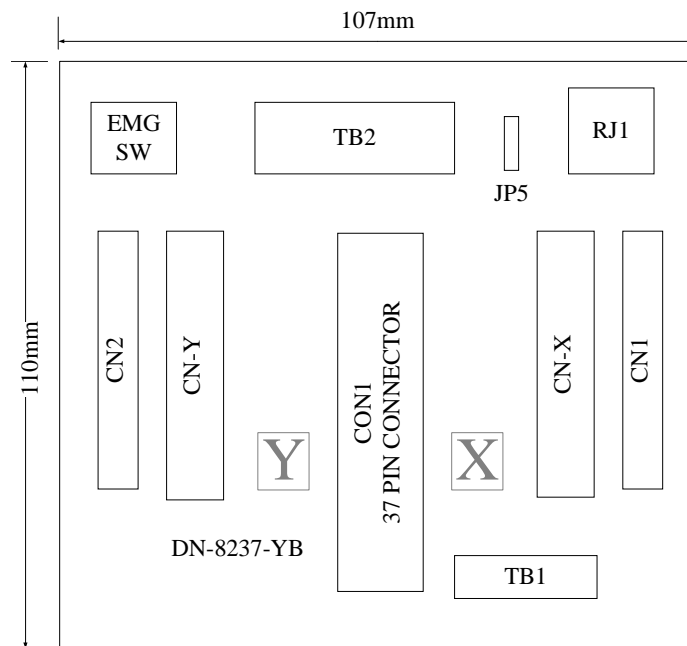 107mm
EMG
SW
TB2
JP5
RJ1
110mm
CN2
CN-Y
CON1
37 PIN CONNECTOR
CN-X
CN1
Y
X
DN-8237-YB
TB1